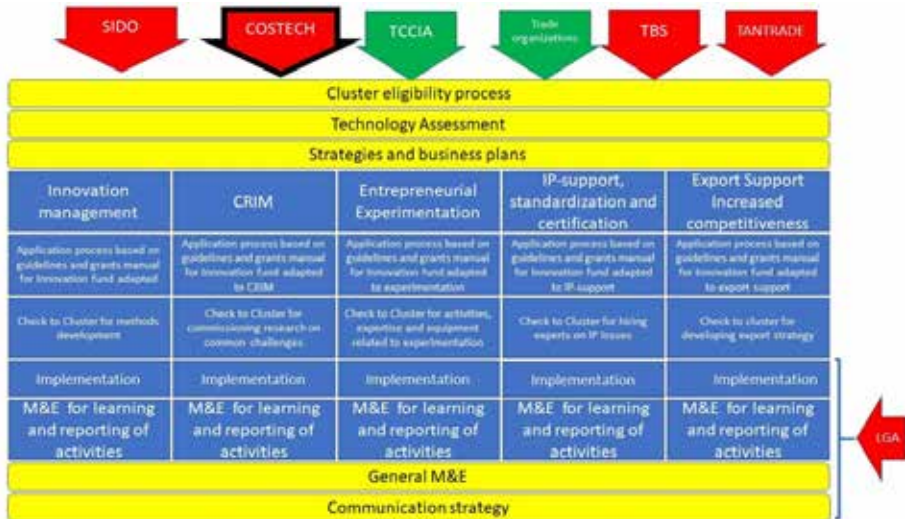 SIDO
COSTECH
TCCIA
Trade
organizations
TBS
TANTRADE
Cluster eligibility process
Technology Assessment
Strategies and business plans
Innovation
management
CRIM
Entrepreneurial
Experimentation
IP-support,
standardization and
certification
Export Support
Increased
competitiveness
Application process based on
guidelines and grants manual
for Innovation fund adapted
Application process based on
guidelines and grants manual
for Innovation fund adapted
to CRIM
Application process based on
guidelines and grants manual
for Innovation fund adapted
to experimentation
Application process based on
guidelines and grants manual
for Innovation fund adapted
to IP-support
Application process based on
guidelines and grants manual
for Innovation fund adapted
to export support
Check to Cluster for methods
development
Check to Cluster for
commissioning research on
common challenges
Check to Cluster for activities,
expertise and equipment
related to experimentation
Check to Cluster for hiring
experts on IP issues
Check to cluster for
developing export strategy
Implementation
Implementation
Implementation
Implementation
Implementation
M&E for learning
and reporting of
activities
M&E for learning
and reporting of
activities
M&E for learning
and reporting of
activities
M&E for learning
and reporting of
activities
M&E for learning
and reporting of
activities
LGA
General M&E
Communication strategy